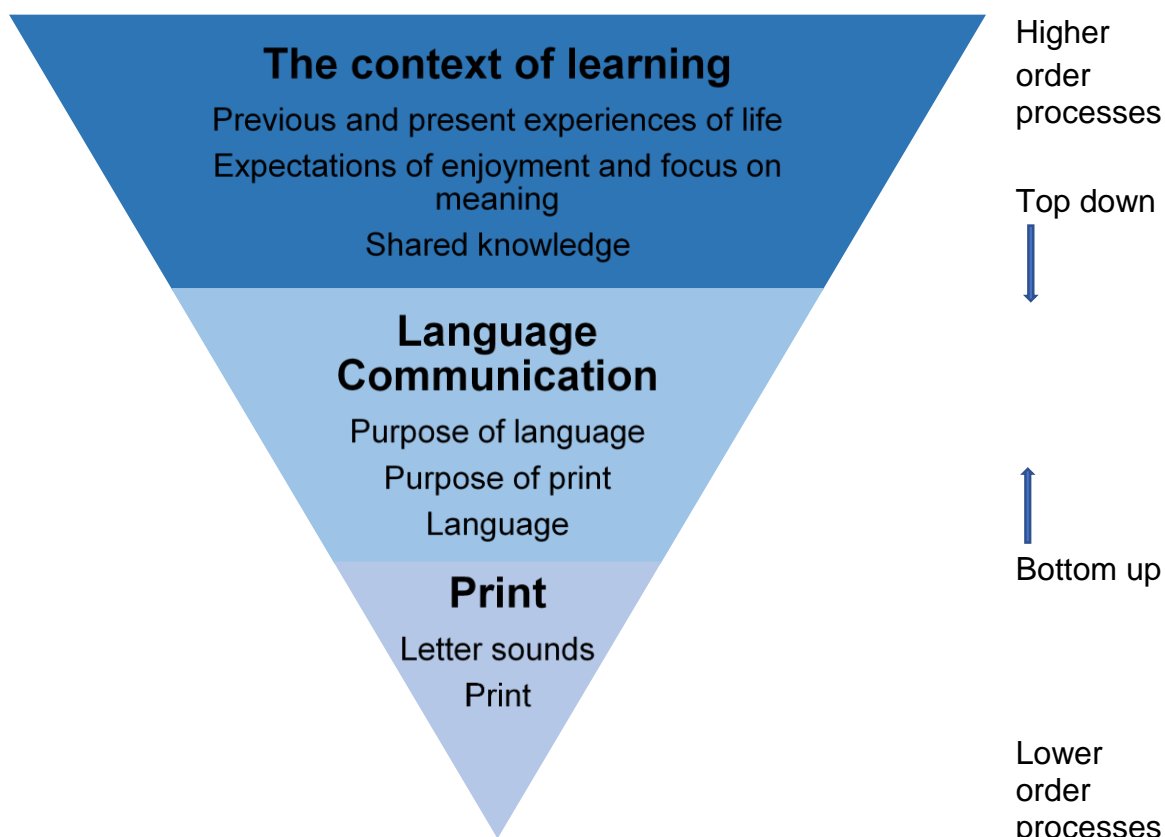 The context of learning
Previous and present experiences of life
Expectations of enjoyment and focus on
meaning
Shared knowledge
Language
Communication
Purpose of language
Purpose of print
Language
Print
Letter sounds
Print
Higher
order
processes
Top down
Bottom up
Lower
order
processes